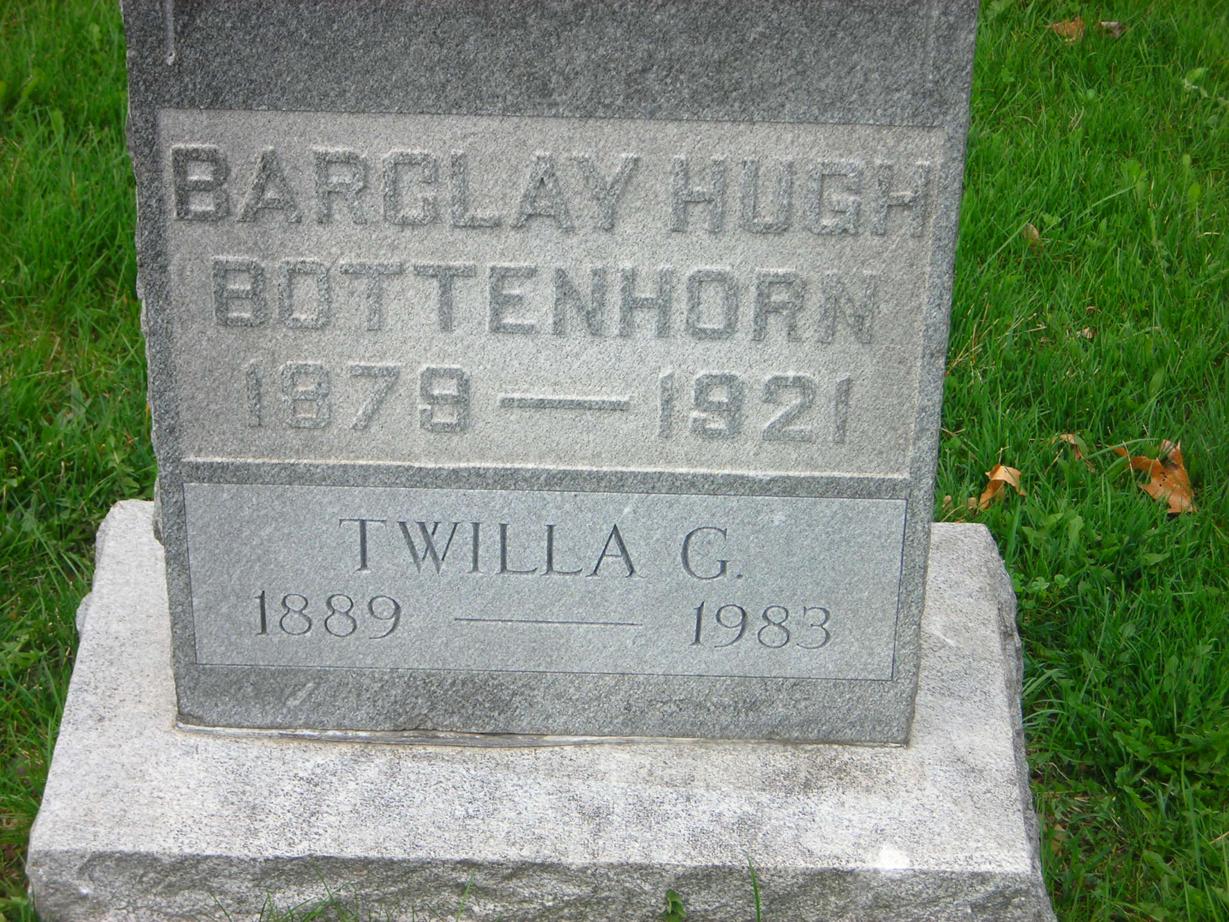 BARCLAY HUGH
BOTTENHORN
1879 — 1921
TWILLA G.
1889 — 1983